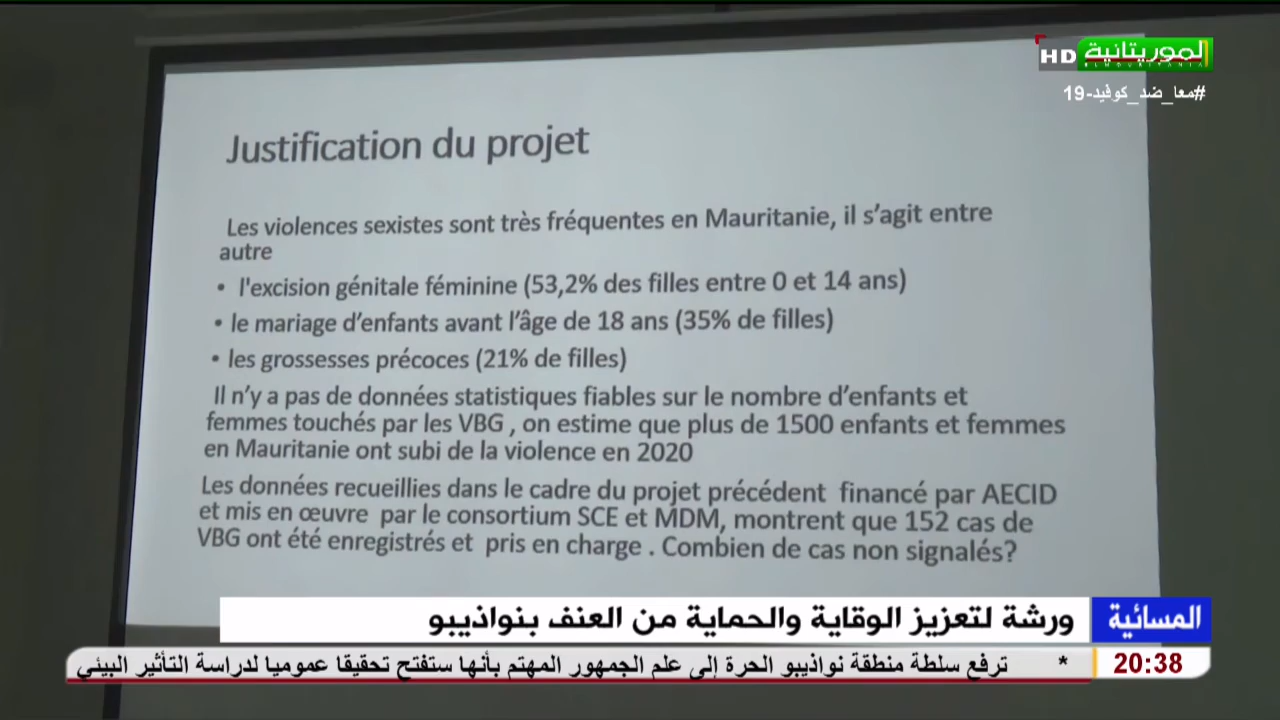 HD الموريتانية
ELMOURITANIA
#معا_ضد_كوفيد-19
Justification du projet
Les violences sexistes sont très fréquentes en Mauritanie, il s’agit entre
autre
• l'excision génitale féminine (53,2% des filles entre 0 et 14 ans)
• le mariage d’enfants avant l’âge de 18 ans (35% de filles)
• les grossesses précoces (21% de filles)
Il n’y a pas de données statistiques fiables sur le nombre d’enfants et
femmes touchés par les VBG , on estime que plus de 1500 enfants et femmes
en Mauritanie ont subi de la violence en 2020
Les données recueillies dans le cadre du projet précédent financé par AECID
et mis en œuvre par le consortium SCE et MDM, montrent que 152 cas de
VBG ont été enregistrés et pris en charge . Combien de cas non signalés?
المسائية
ورشة لتعزيز الوقاية والحماية من العنف بنواذيبو
20:38
* ترفع سلطة منطقة نواذيبو الحرة إلى علم الجمهور المهتم بأنها ستفتح تحقيقا عموميا لدراسة التأثير البيئي